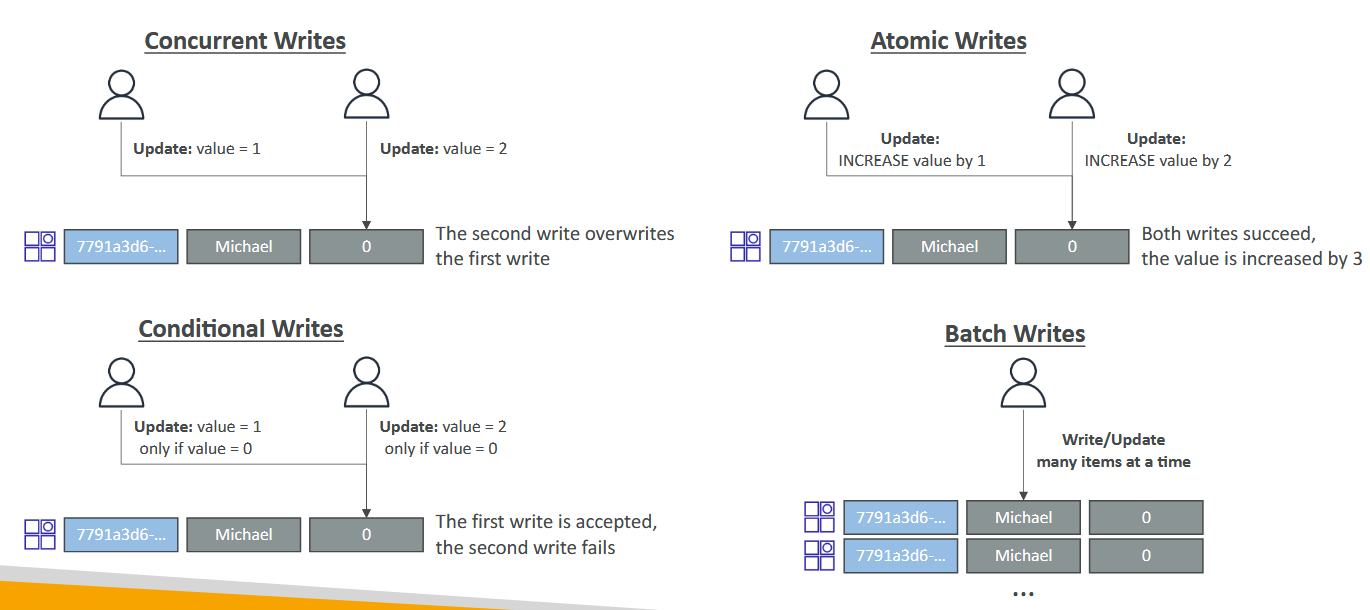 Concurrent Writes
Update: value = 1
Update: value = 2
7791a3d6-...
Michael
0
The second write overwrites
the first write
Atomic Writes
Update:
INCREASE value by 1
Update:
INCREASE value by 2
7791a3d6-...
Michael
0
Both writes succeed,
the value is increased by 3
Conditional Writes
Update: value = 1
only if value = 0
Update: value = 2
only if value = 0
7791a3d6-...
Michael
0
The first write is accepted,
the second write fails
Batch Writes
Write/Update
many items at a time
7791a3d6-...
Michael
0
7791a3d6-...
Michael
0
...